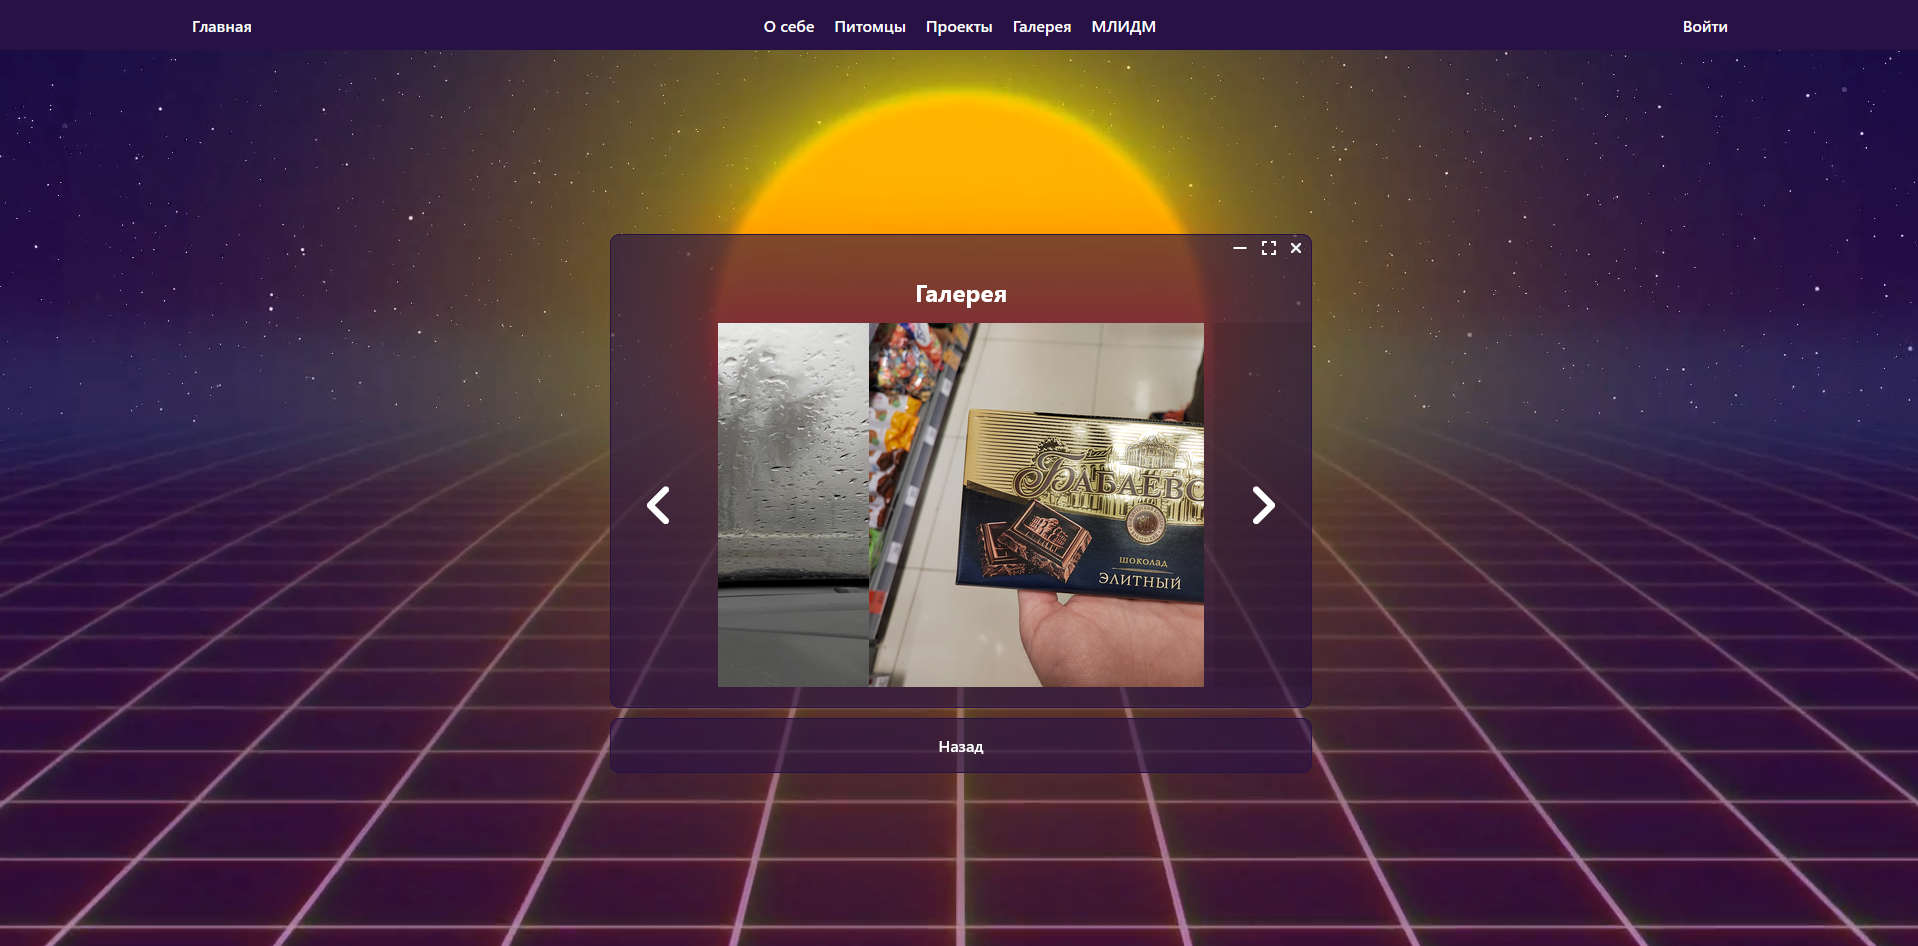 Главная
О себе
Питомцы
Проекты
Галерея
МЛИДМ
Войти
Галерея
БАБАЕВС
ШОКОЛАД
ЭЛИТНЫЙ
Назад